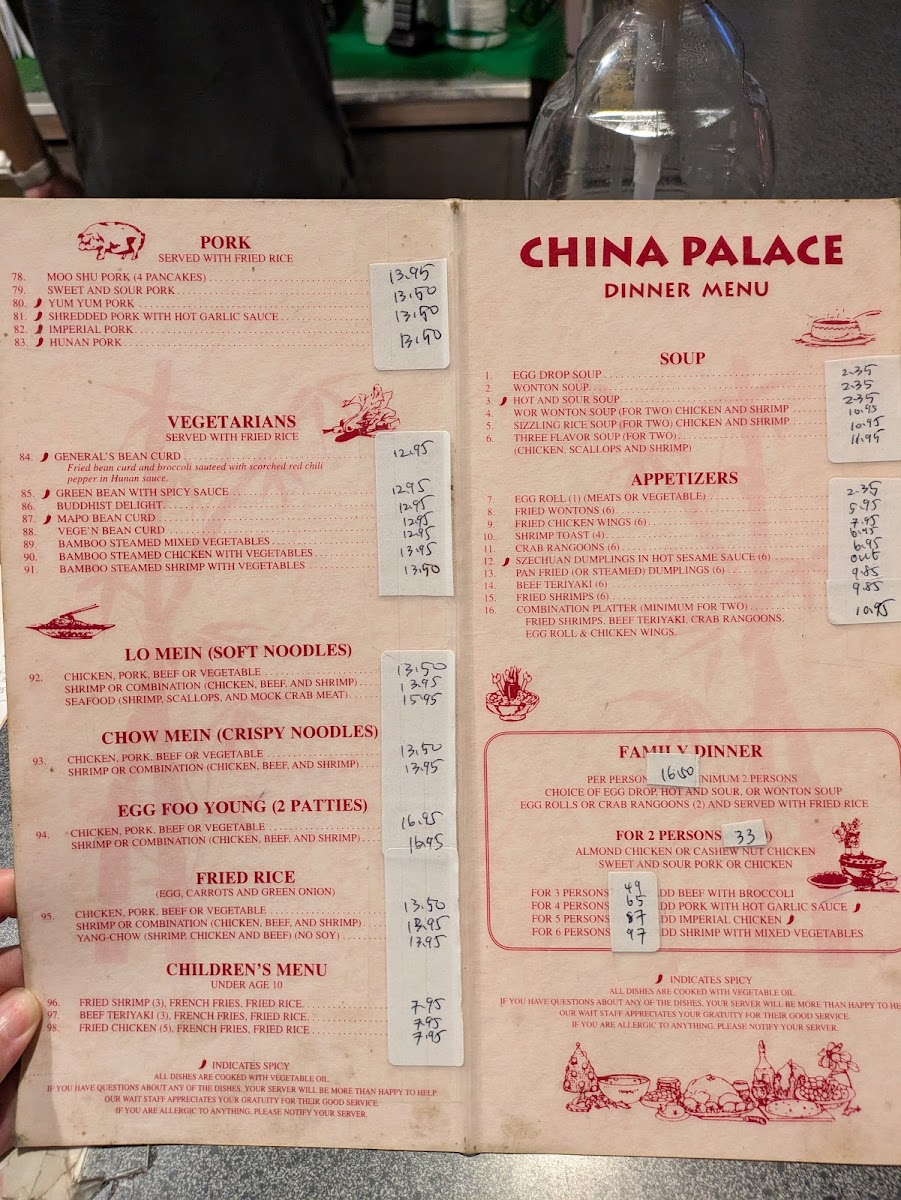 PORK
SERVED WITH FRIED RICE
78. MOO SHU PORK (4 PANCAKES) 13.95
79. SWEET AND SOUR PORK 13.50
80. YUM YUM PORK
81. SHREDDED PORK WITH HOT GARLIC SAUCE 13.50
82. IMPERIAL PORK
83. HUNAN PORK 13.50
VEGETARIANS
SERVED WITH FRIED RICE
84. GENERAL'S BEAN CURD 12.95
Fried bean curd and broccoli sauteed with scorched red chili
pepper in Hunan sauce.
85. GREEN BEAN WITH SPICY SAUCE 12.95
86. BUDDHIST DELIGHT 12.95
87. MAPO BEAN CURD 12.95
88. VEGE'N BEAN CURD 12.95
89. BAMBOO STEAMED MIXED VEGETABLES
90. BAMBOO STEAMED CHICKEN WITH VEGETABLES 13.95
91. BAMBOO STEAMED SHRIMP WITH VEGETABLES 13.50
LO MEIN (SOFT NOODLES)
92. CHICKEN, PORK, BEEF OR VEGETABLE 13.50
SHRIMP OR COMBINATION (CHICKEN, BEEF, AND SHRIMP) 13.95
SEAFOOD (SHRIMP, SCALLOPS, AND MOCK CRAB MEAT) 15.95
CHOW MEIN (CRISPY NOODLES)
93. CHICKEN, PORK, BEEF OR VEGETABLE 13.50
SHRIMP OR COMBINATION (CHICKEN, BEEF, AND SHRIMP) 13.95
EGG FOO YOUNG (2 PATTIES)
94. CHICKEN, PORK, BEEF OR VEGETABLE 16.95
SHRIMP OR COMBINATION (CHICKEN, BEEF, AND SHRIMP) 16.95
FRIED RICE
(EGG, CARROTS AND GREEN ONION)
95. CHICKEN, PORK, BEEF OR VEGETABLE 13.50
SHRIMP OR COMBINATION (CHICKEN, BEEF, AND SHRIMP) 13.95
YANG-CHOW (SHRIMP, CHICKEN AND BEEF) (NO SOY) 13.95
CHILDREN'S MENU
UNDER AGE 10
96. FRIED SHRIMP (3), FRENCH FRIES, FRIED RICE 7.95
97. BEEF TERIYAKI (3), FRENCH FRIES, FRIED RICE 7.95
98. FRIED CHICKEN (5), FRENCH FRIES, FRIED RICE 7.95
INDICATES SPICY
ALL DISHES ARE COOKED WITH VEGETABLE OIL.
IF YOU HAVE QUESTIONS ABOUT ANY OF THE DISHES, YOUR SERVER WILL BE MORE THAN HAPPY TO HELP
OUR WAIT STAFF APPRECIATES YOUR GRATUITY FOR THEIR GOOD SERVICE.
IF YOU ARE ALLERGIC TO ANYTHING, PLEASE NOTIFY YOUR SERVER.
CHINA PALACE
DINNER MENU
SOUP
1. EGG DROP SOUP 2.35
2. WONTON SOUP 2.35
3. HOT AND SOUR SOUP 2.35
4. WOR WONTON SOUP (FOR TWO) CHICKEN AND SHRIMP 10.95
5. SIZZLING RICE SOUP (FOR TWO) CHICKEN AND SHRIMP 10.95
6. THREE FLAVOR SOUP (FOR TWO) 11.95
(CHICKEN, SCALLOPS AND SHRIMP)
APPETIZERS
7. EGG ROLL (1) (MEATS OR VEGETABLE) 2.35
8. FRIED WONTONS (6) 5.95
9. FRIED CHICKEN WINGS (6) 7.95
10. SHRIMP TOAST (4)
11. CRAB RANGOONS (6) 6.95
12. SZECHUAN DUMPLINGS IN HOT SESAME SAUCE (6) out
13. PAN FRIED (OR STEAMED) DUMPLINGS (6) 9.85
14. BEEF TERIYAKI (6) 9.85
15. FRIED SHRIMPS (6)
16. COMBINATION PLATTER (MINIMUM FOR TWO) 10.95
FRIED SHRIMPS, BEEF TERIYAKI, CRAB RANGOONS,
EGG ROLL & CHICKEN WINGS.
FAMILY DINNER
PER PERSON 16.50 NIMUM 2 PERSONS
CHOICE OF EGG DROP, HOT AND SOUR, OR WONTON SOUP
EGG ROLLS OR CRAB RANGOONS (2) AND SERVED WITH FRIED RICE
FOR 2 PERSONS 33 )
ALMOND CHICKEN OR CASHEW NUT CHICKEN
SWEET AND SOUR PORK OR CHICKEN
FOR 3 PERSONS 49 DD BEEF WITH BROCCOLI
FOR 4 PERSONS 65 DD PORK WITH HOT GARLIC SAUCE
FOR 5 PERSONS 87 DD IMPERIAL CHICKEN
FOR 6 PERSONS 97 DD SHRIMP WITH MIXED VEGETABLES
INDICATES SPICY
ALL DISHES ARE COOKED WITH VEGETABLE OIL.
IF YOU HAVE QUESTIONS ABOUT ANY OF THE DISHES, YOUR SERVER WILL BE MORE THAN HAPPY TO HE
OUR WAIT STAFF APPRECIATES YOUR GRATUITY FOR THEIR GOOD SERVICE.
IF YOU ARE ALLERGIC TO ANYTHING, PLEASE NOTIFY YOUR SERVER.